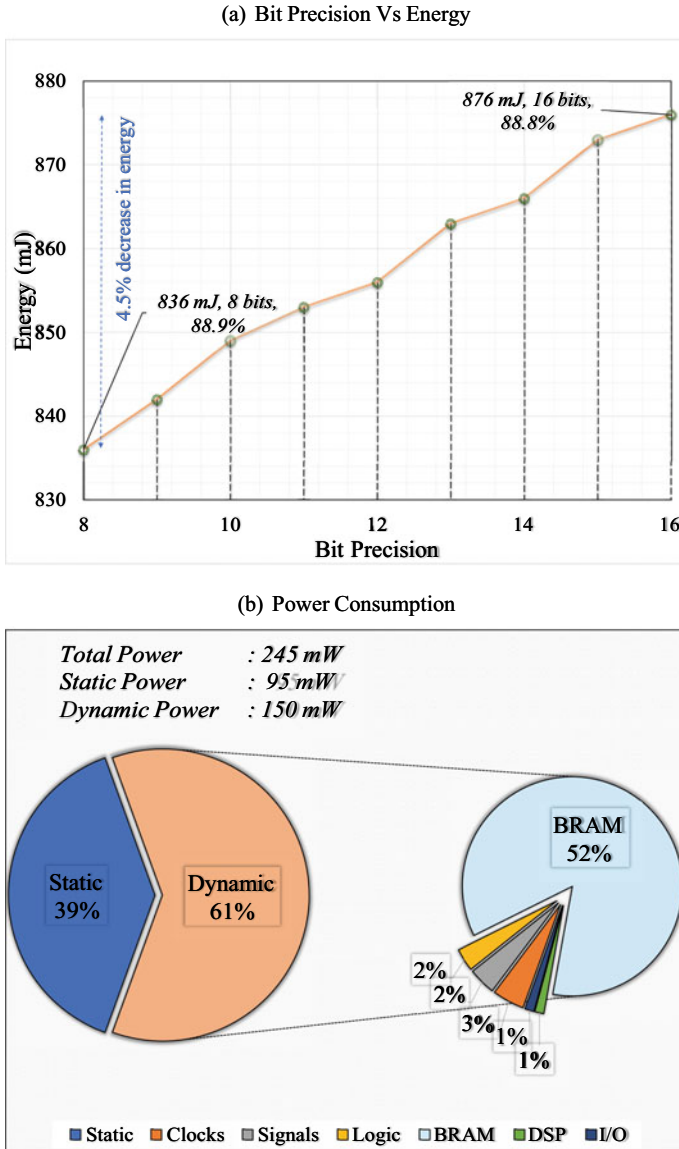 (a) Bit Precision Vs Energy
880
870
860
850
840
830
Energy (mJ)
4.5% decrease in energy
876 mJ, 16 bits,
88.8%
836 mJ, 8 bits,
88.9%
8 10 12 14 16
Bit Precision
(b) Power Consumption
Total Power : 245 mW
Static Power : 95 mW
Dynamic Power : 150 mW
Static
39%
Dynamic
61%
BRAM
52%
2%
2%
3%
1%
1%
Static Clocks Signals Logic BRAM DSP I/O